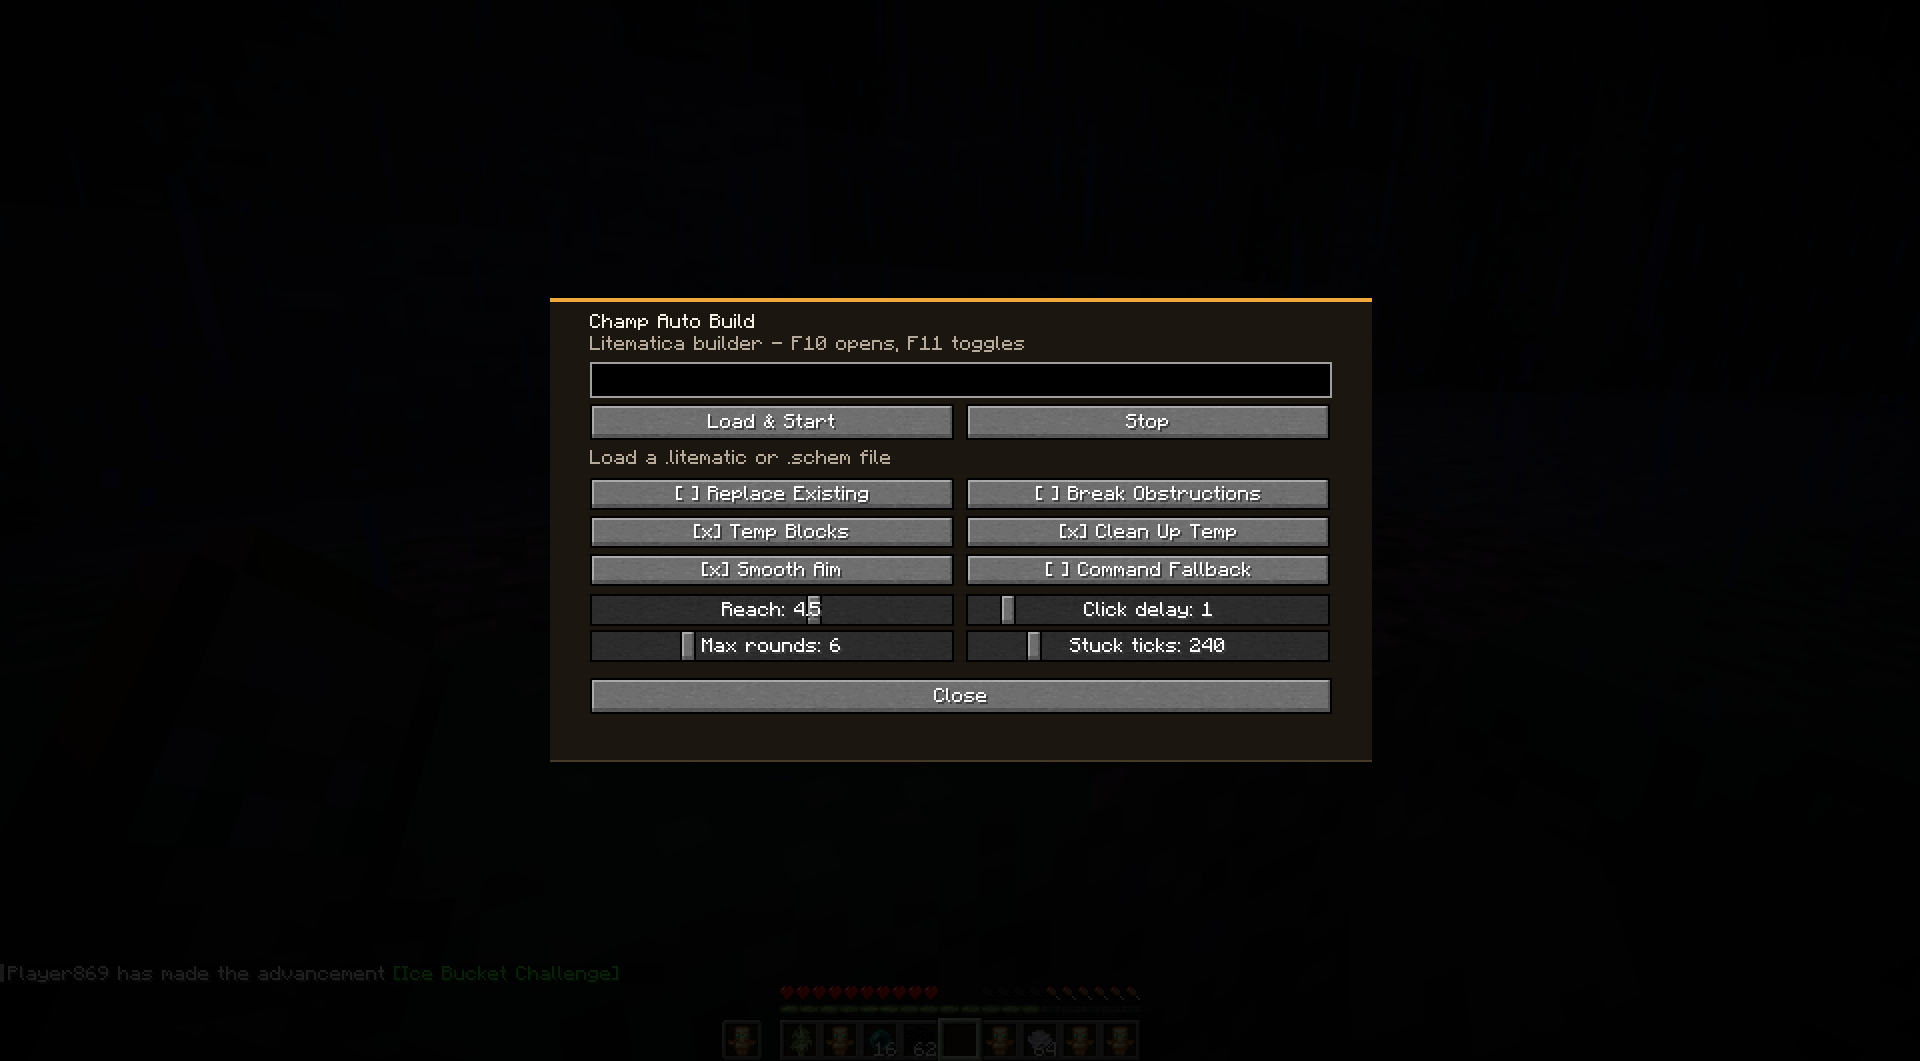 Champ Auto Build
Litematica builder - F10 opens, F11 toggles
Load & Start
Stop
Load a .litematic or .schem file
[ ] Replace Existing
[ ] Break Obstructions
[x] Temp Blocks
[x] Clean Up Temp
[x] Smooth Aim
[ ] Command Fallback
Reach: 4.5
Click delay: 1
Max rounds: 6
Stuck ticks: 240
Close
Player869 has made the advancement [Ice Bucket Challenge]
16
62
64